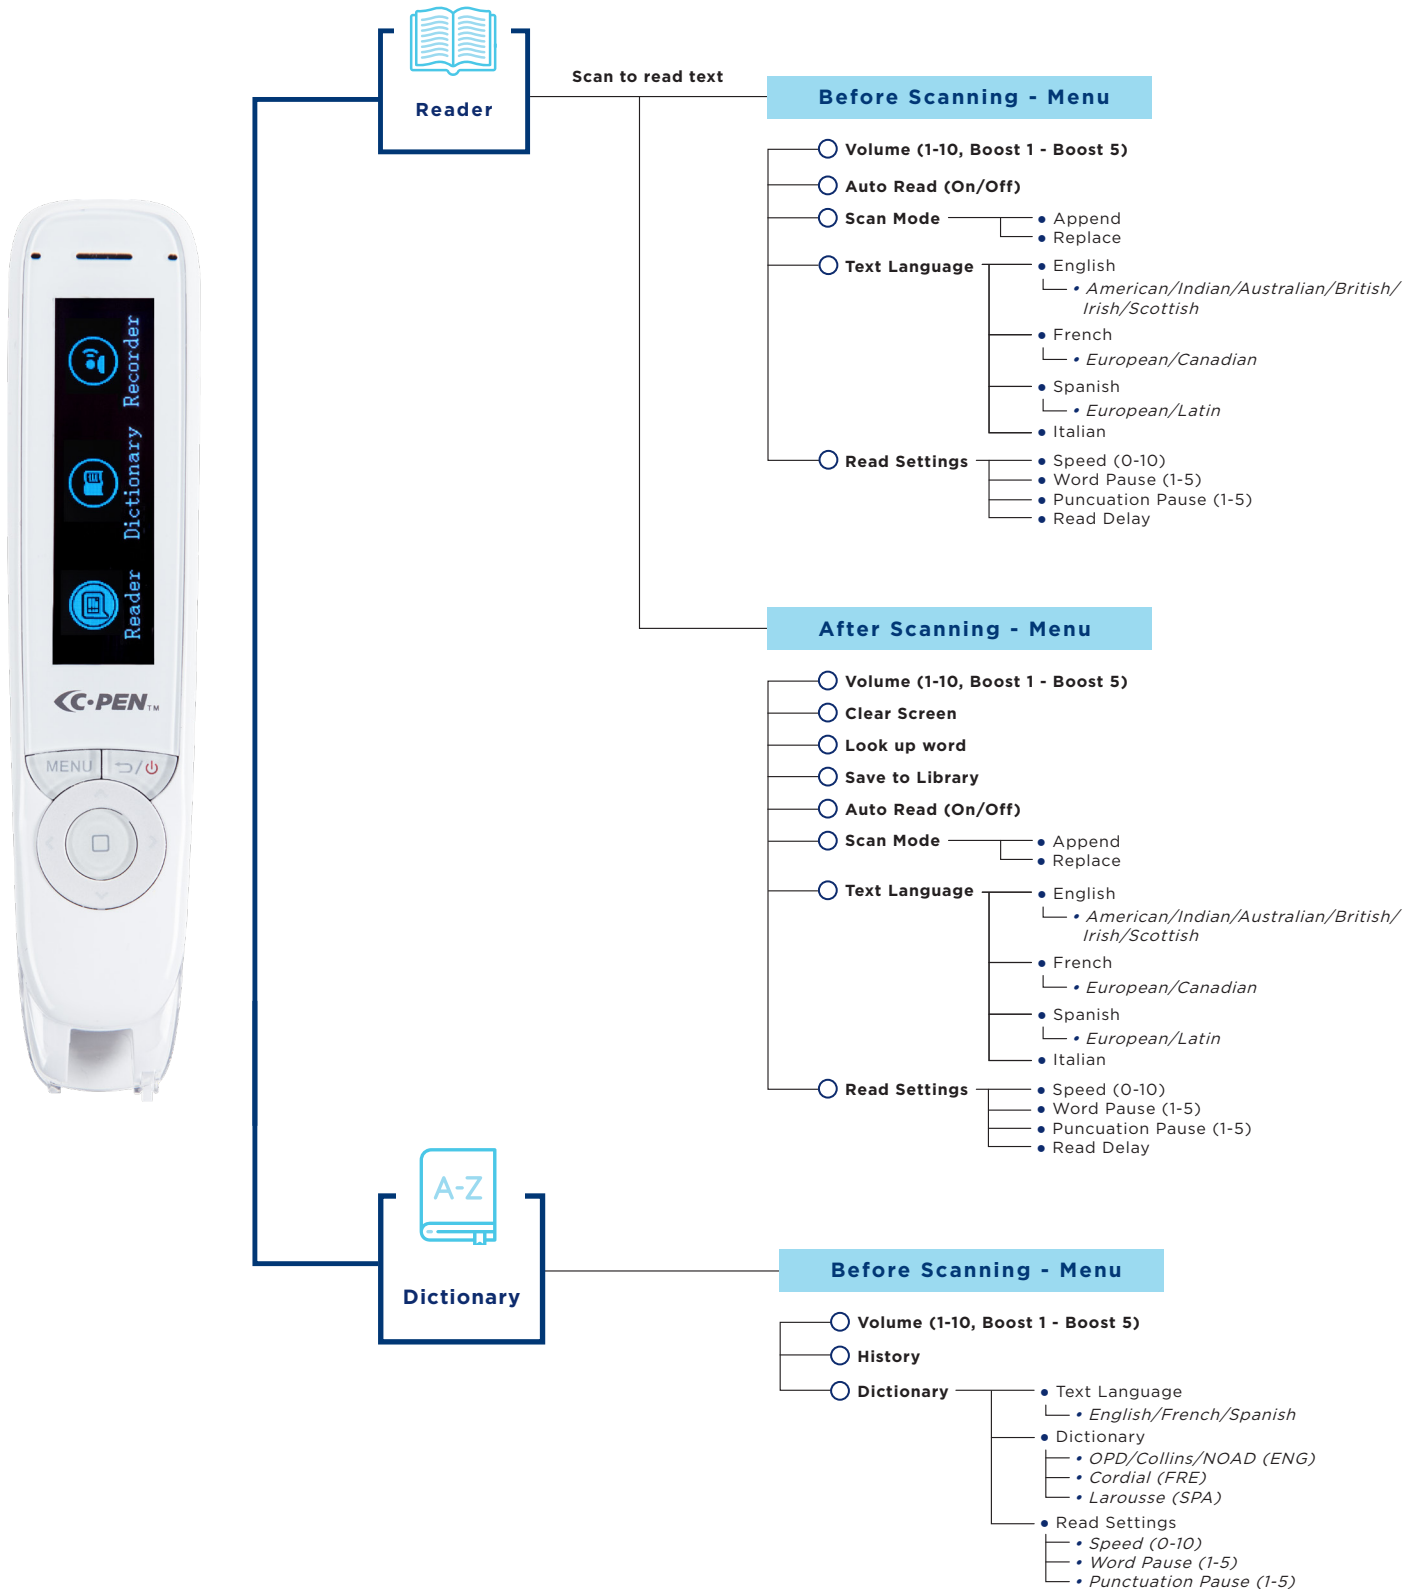 Reader
Scan to read text
Before Scanning - Menu
Volume (1-10, Boost 1 - Boost 5)
Auto Read (On/Off)
Scan Mode
Append
Replace
Text Language
English
American/Indian/Australian/British/
Irish/Scottish
French
European/Canadian
Spanish
European/Latin
Italian
Read Settings
Speed (0-10)
Word Pause (1-5)
Puncuation Pause (1-5)
Read Delay
Reader Dictionary Recorder
C-PEN TM
MENU
After Scanning - Menu
Volume (1-10, Boost 1 - Boost 5)
Clear Screen
Look up word
Save to Library
Auto Read (On/Off)
Scan Mode
Append
Replace
Text Language
English
American/Indian/Australian/British/
Irish/Scottish
French
European/Canadian
Spanish
European/Latin
Italian
Read Settings
Speed (0-10)
Word Pause (1-5)
Puncuation Pause (1-5)
Read Delay
A-Z
Dictionary
Before Scanning - Menu
Volume (1-10, Boost 1 - Boost 5)
History
Dictionary
Text Language
English/French/Spanish
Dictionary
OPD/Collins/NOAD (ENG)
Cordial (FRE)
Larousse (SPA)
Read Settings
Speed (0-10)
Word Pause (1-5)
Punctuation Pause (1-5)